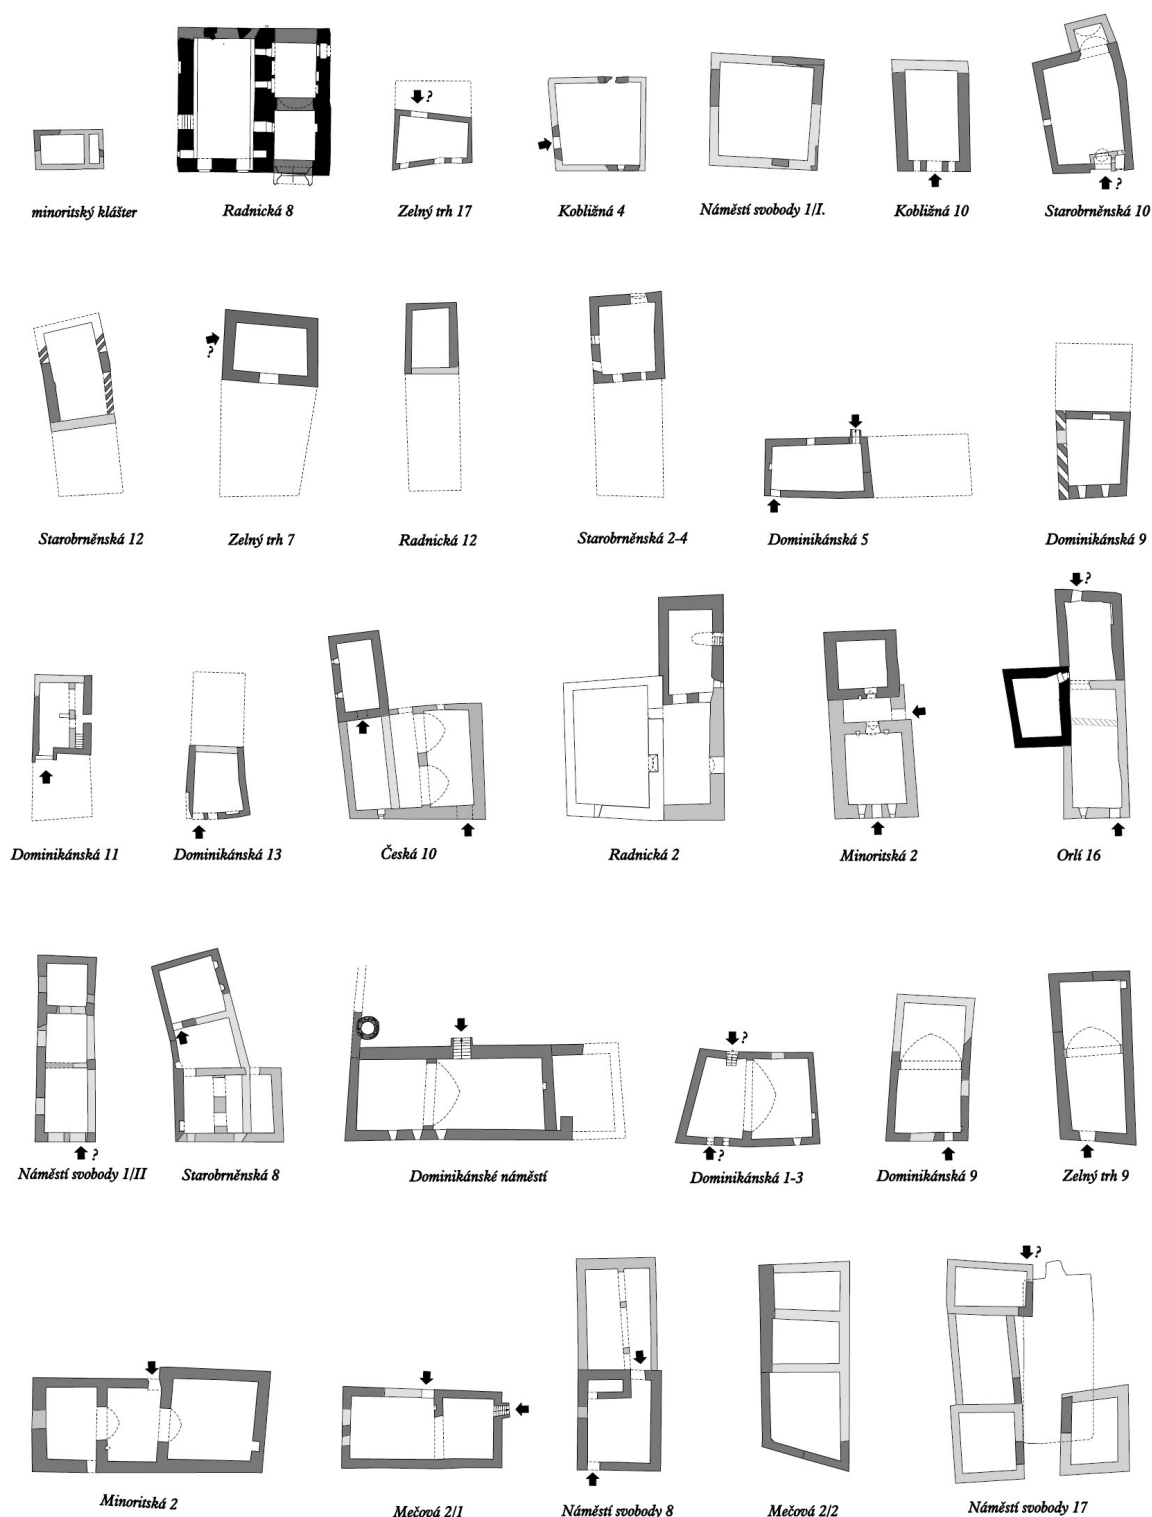 ?
minoritský klášter
Radnická 8
Zelný trh 17
Kobližná 4
Náměstí svobody 1/I.
Kobližná 10
?
Starobrněnská 10
?
Starobrněnská 12
Zelný trh 7
Radnická 12
Starobrněnská 2-4
Dominikánská 5
Dominikánská 9
?
Dominikánská 11
Dominikánská 13
Česká 10
Radnická 2
Minoritská 2
Orlí 16
?
Náměstí svobody 1/II
Starobrněnská 8
Dominikánské náměstí
?
?
Dominikánská 1-3
Dominikánská 9
Zelný trh 9
?
Minoritská 2
Mečová 2/1
Náměstí svobody 8
Mečová 2/2
Náměstí svobody 17